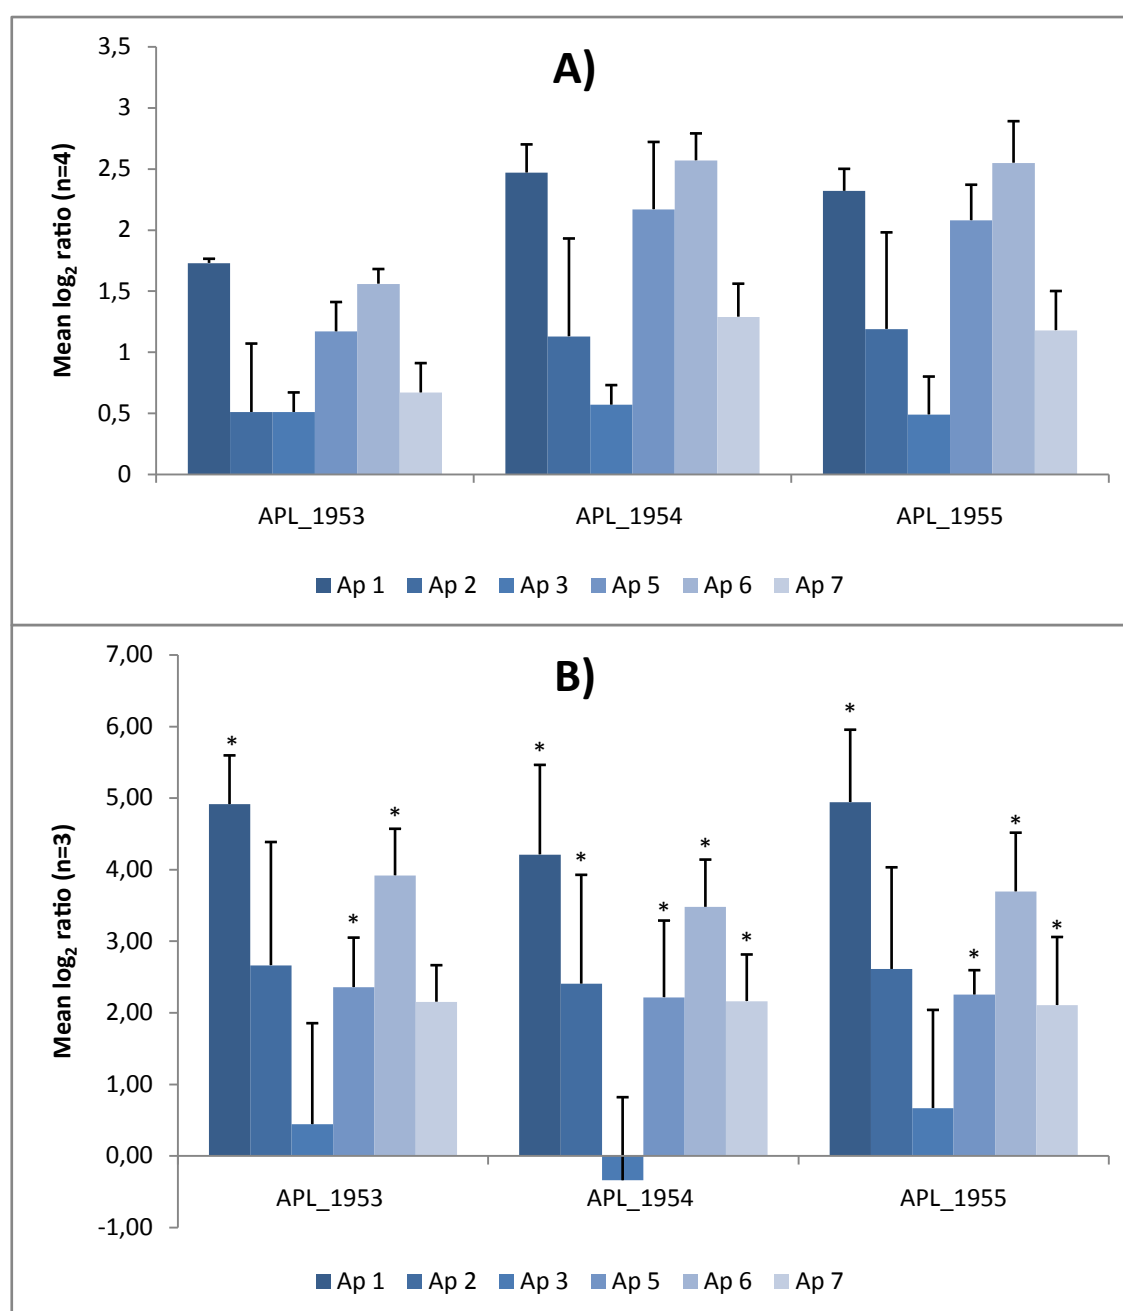 A)
Mean log₂ ratio (n=4)
3,5
3
2,5
2
1,5
1
0,5
0
APL_1953 APL_1954 APL_1955
Ap 1 Ap 2 Ap 3 Ap 5 Ap 6 Ap 7
B)
Mean log₂ ratio (n=3)
7,00
6,00
5,00
4,00
3,00
2,00
1,00
0,00
-1,00
* * * * * * * * * * * *
APL_1953 APL_1954 APL_1955
Ap 1 Ap 2 Ap 3 Ap 5 Ap 6 Ap 7